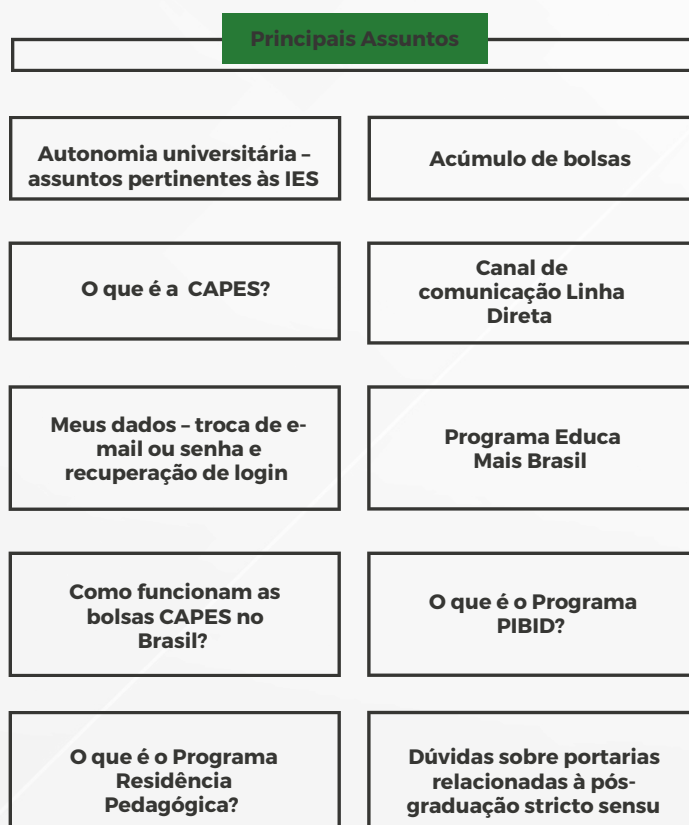 Principais Assuntos
Autonomia universitária –
assuntos pertinentes às IES
Acúmulo de bolsas
O que é a CAPES?
Canal de
comunicação Linha
Direta
Meus dados – troca de e-
mail ou senha e
recuperação de login
Programa Educa
Mais Brasil
Como funcionam as
bolsas CAPES no
Brasil?
O que é o Programa
PIBID?
O que é o Programa
Residência
Pedagógica?
Dúvidas sobre portarias
relacionadas à pós-
graduação stricto sensu